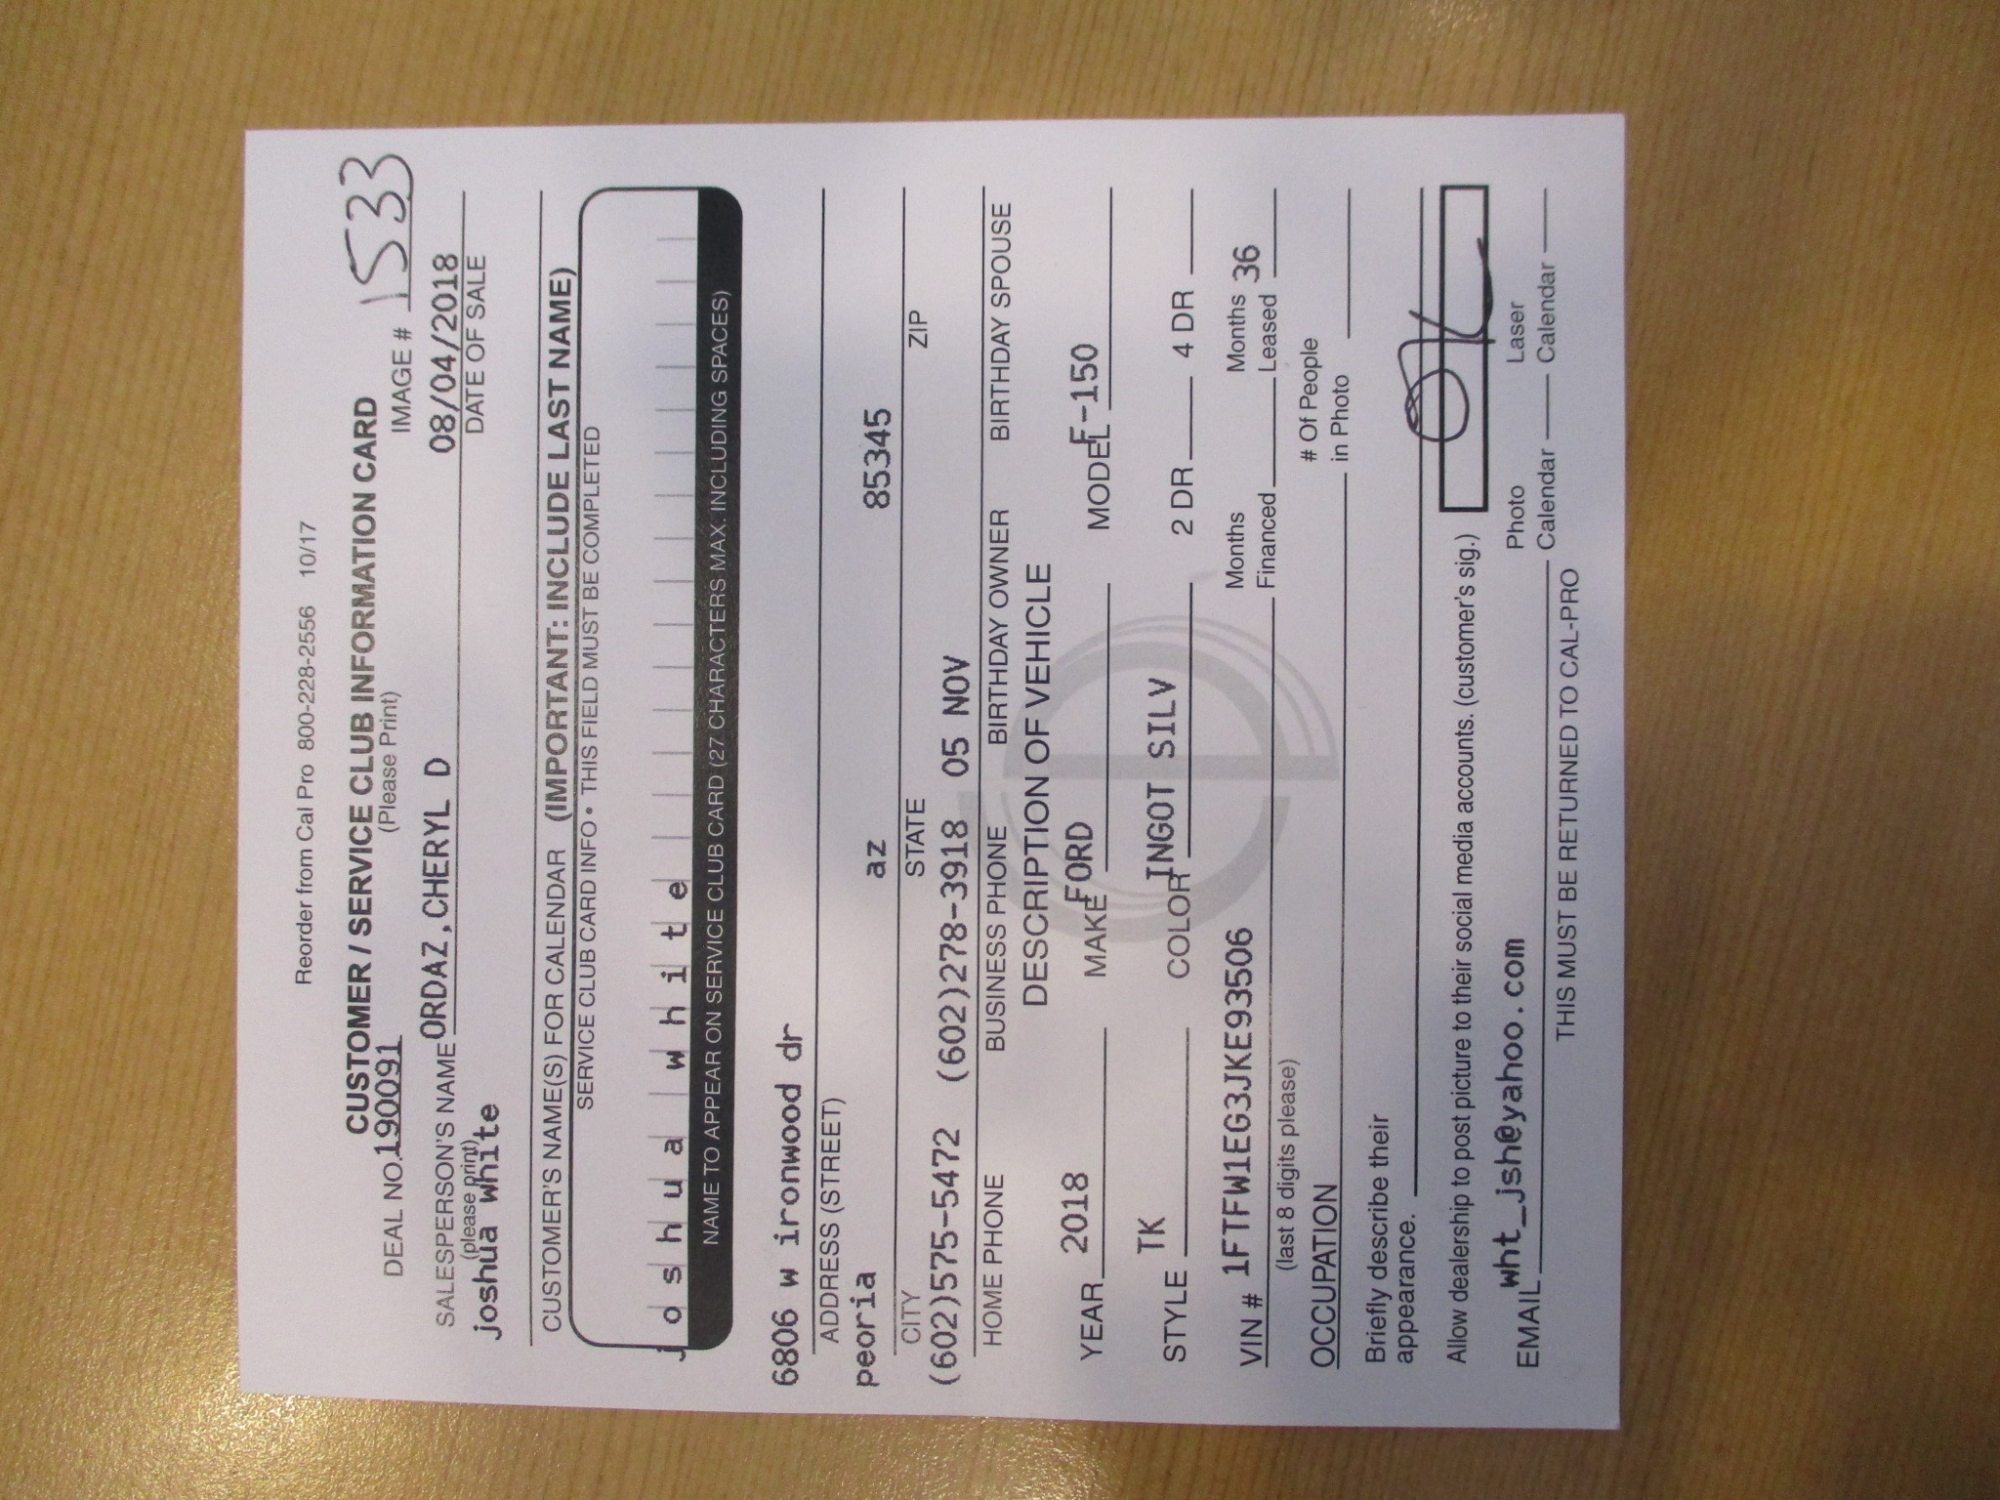 Reorder from Cal Pro 800-228-2556 10/17
CUSTOMER / SERVICE CLUB INFORMATION CARD
(Please Print)
DEAL NO. 190091 IMAGE # 1533
SALESPERSON'S NAME ORDAZ,CHERYL D 08/04/2018
(please print) DATE OF SALE
joshua white
CUSTOMER'S NAME(S) FOR CALENDAR (IMPORTANT: INCLUDE LAST NAME)
SERVICE CLUB CARD INFO • THIS FIELD MUST BE COMPLETED
j o s h u a w h i t e
NAME TO APPEAR ON SERVICE CLUB CARD (27 CHARACTERS MAX. INCLUDING SPACES)
6806 w ironwood dr
ADDRESS (STREET)
peoria az 85345
CITY STATE ZIP
(602)575-5472 (602)278-3918 05 NOV
HOME PHONE BUSINESS PHONE BIRTHDAY OWNER BIRTHDAY SPOUSE
DESCRIPTION OF VEHICLE
YEAR 2018 MAKE FORD MODEL F-150
STYLE TK COLOR INGOT SILV 2 DR 4 DR
VIN # 1FTFW1EG3JKE93506 Months Financed Months Leased 36
(last 8 digits please)
OCCUPATION # Of People in Photo
Briefly describe their
appearance.
Allow dealership to post picture to their social media accounts. (customer's sig.)
EMAIL wht_jsh@yahoo.com Photo Calendar Laser Calendar
THIS MUST BE RETURNED TO CAL-PRO